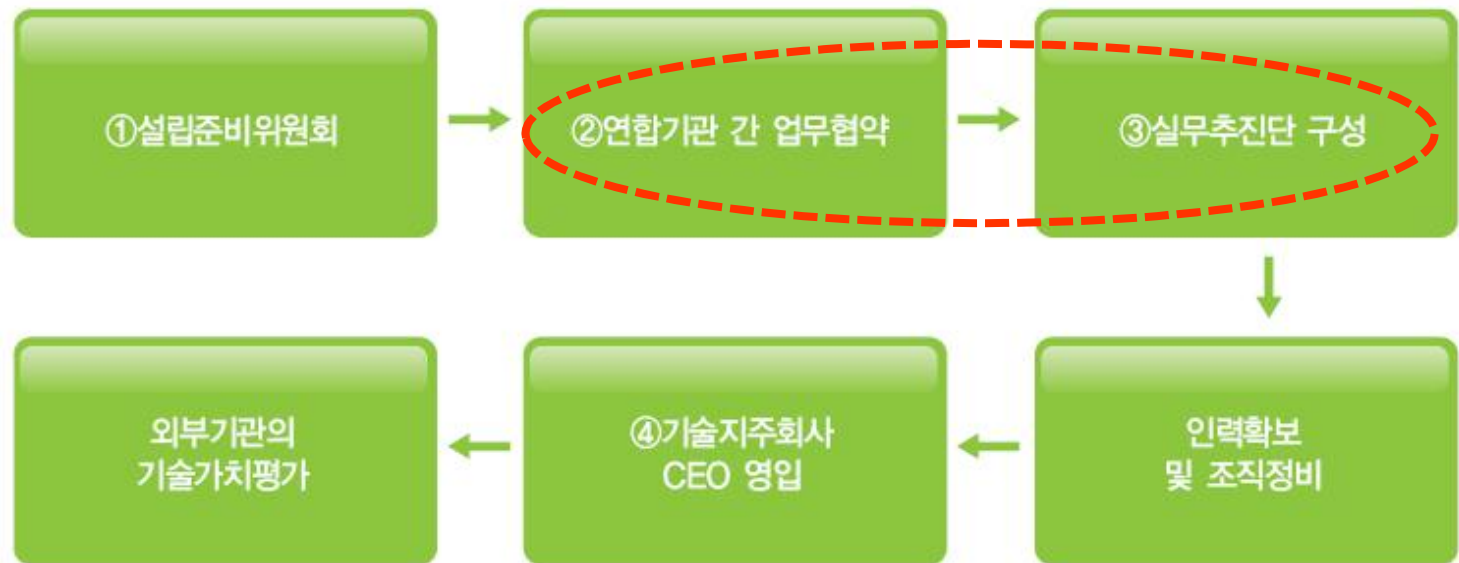 ①설립준비위원회
②연합기관 간 업무협약
③실무추진단 구성
인력확보
및 조직정비
④기술지주회사
CEO 영입
외부기관의
기술가치평가